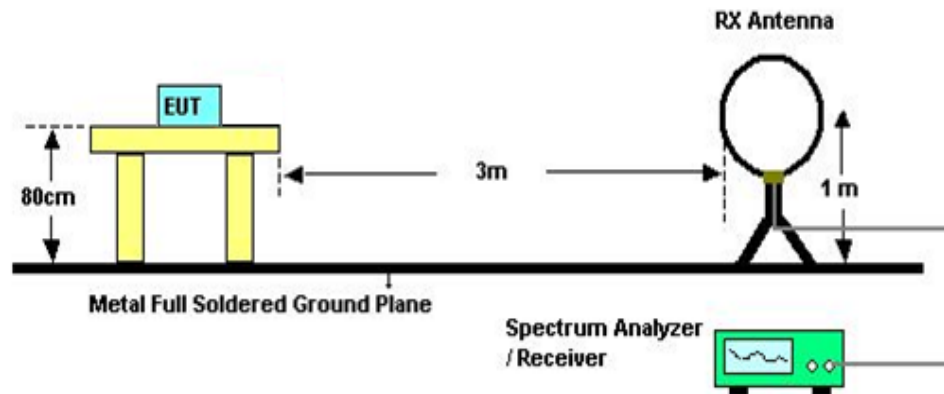 RX Antenna
EUT
80cm
3m
1 m
Metal Full Soldered Ground Plane
Spectrum Analyzer
/ Receiver